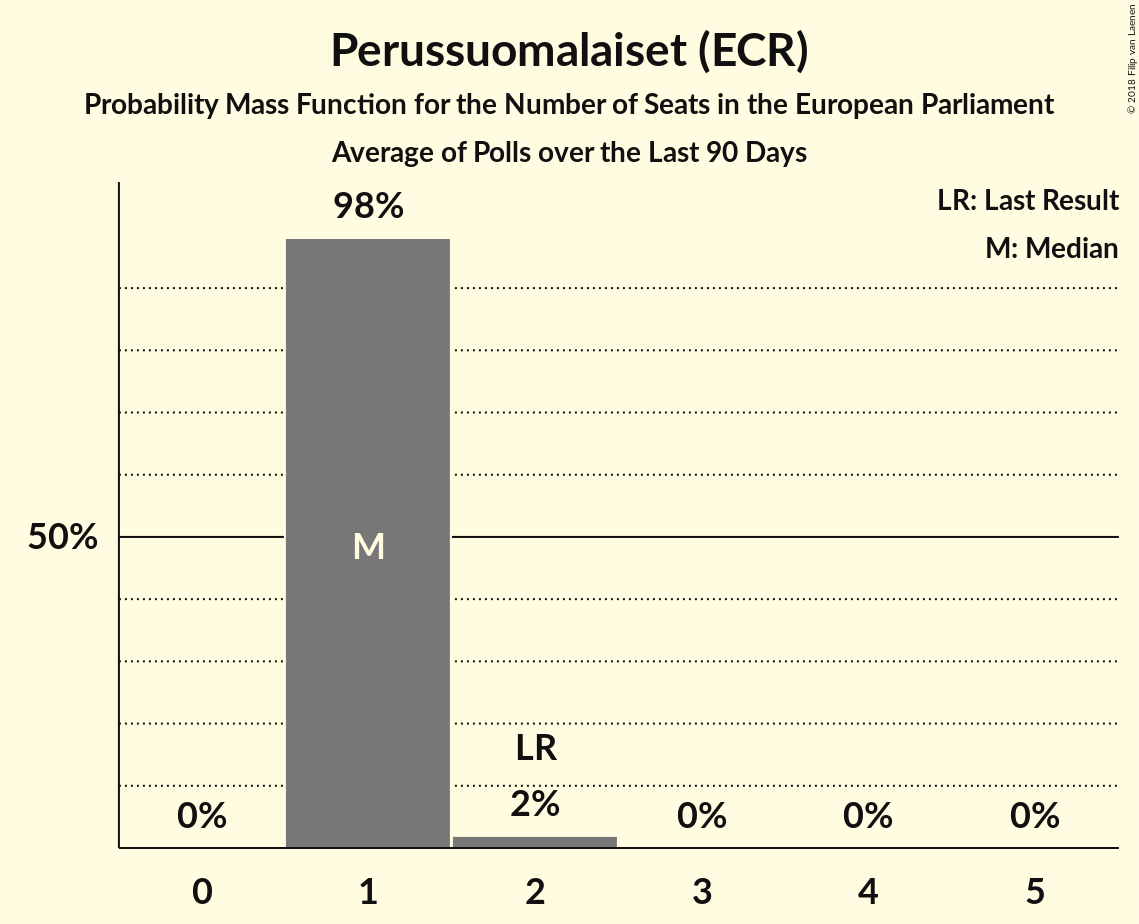 Perussuomalaiset (ECR)
Probability Mass Function for the Number of Seats in the European Parliament
Average of Polls over the Last 90 Days
© 2018 Filip van Laenen
LR: Last Result
M: Median
98%
50%
M
LR
0%
2%
0%
0%
0%
0
1
2
3
4
5